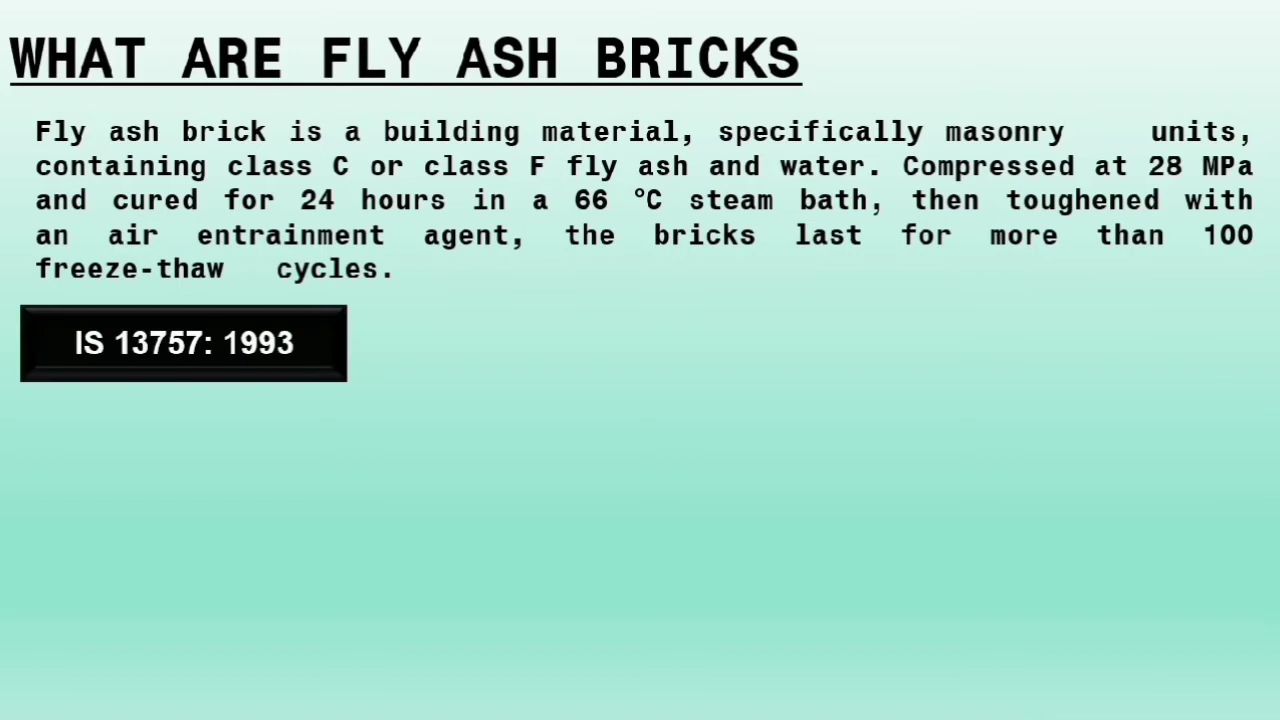 WHAT ARE FLY ASH BRICKS
Fly ash brick is a building material, specifically masonry units,
containing class C or class F fly ash and water. Compressed at 28 MPa
and cured for 24 hours in a 66 °C steam bath, then toughened with
an air entrainment agent, the bricks last for more than 100
freeze-thaw cycles.
IS 13757: 1993